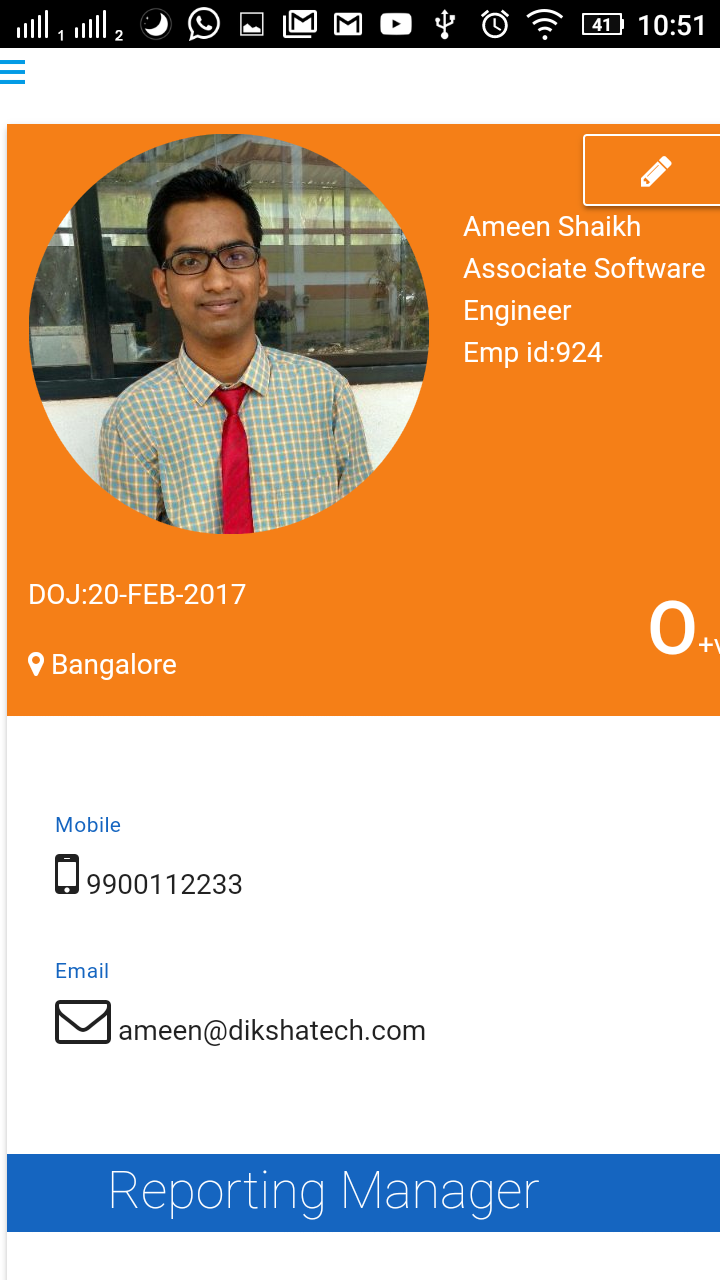 1 2 41 10:51
Ameen Shaikh
Associate Software
Engineer
Emp id:924
DOJ:20-FEB-2017
O+v
Bangalore
Mobile
9900112233
Email
ameen@dikshatech.com
Reporting Manager